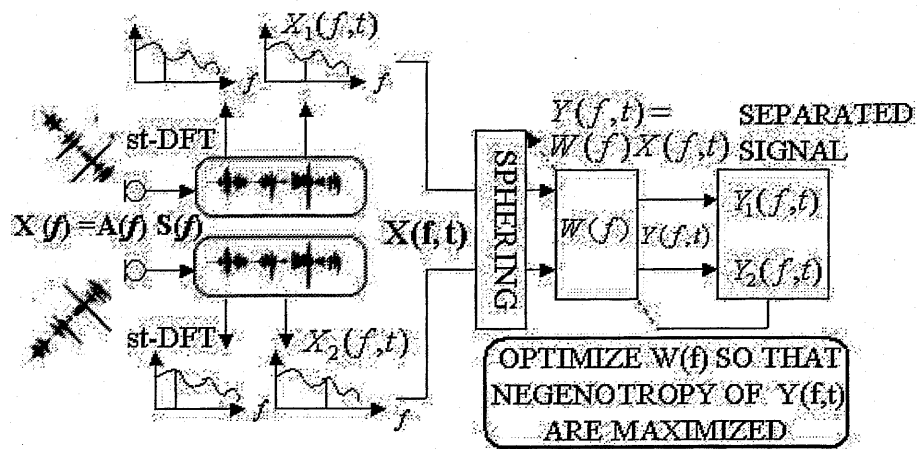 X₁(f,t)
f
f
st-DFT
X(f)=A(f) S(f)
st-DFT
X₂(f,t)
f
f
X(f,t)
SPHERING
Y(f,t)=
W(f)X(f,t)
SEPARATED
SIGNAL
W(f)
Y(f,t)
Y₁(f,t)
Y₂(f,t)
OPTIMIZE W(f) SO THAT
NEGENOTROPY OF Y(f,t)
ARE MAXIMIZED